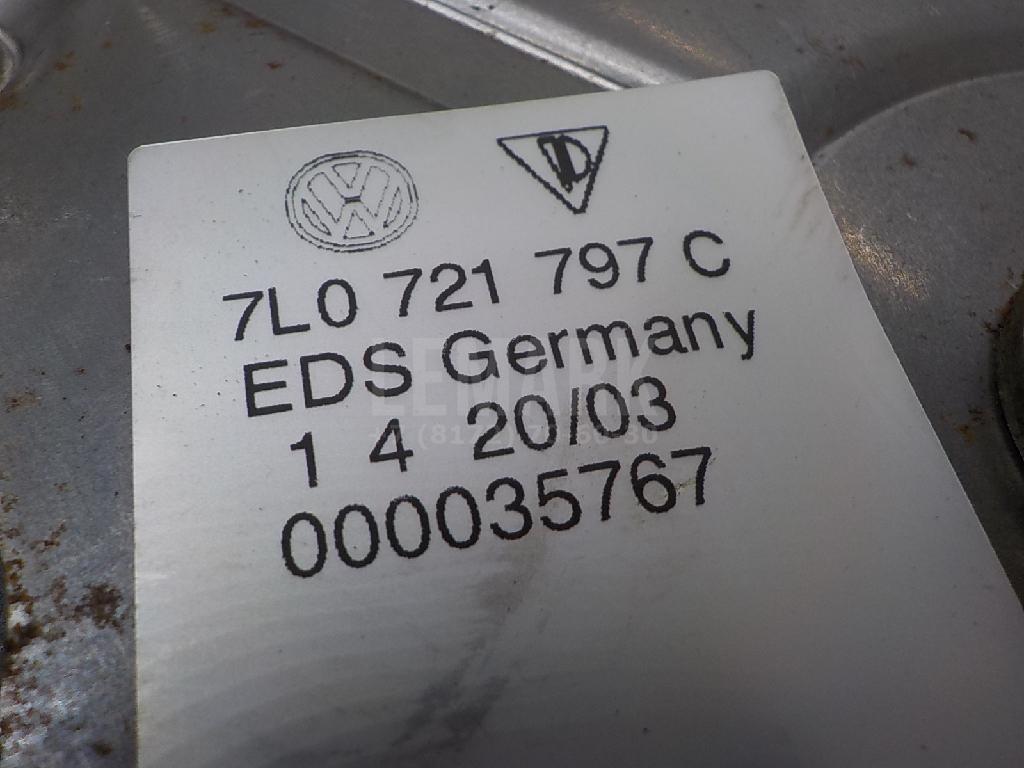 7L0 721 797 C
EDS Germany
1 4 20/03
000035767